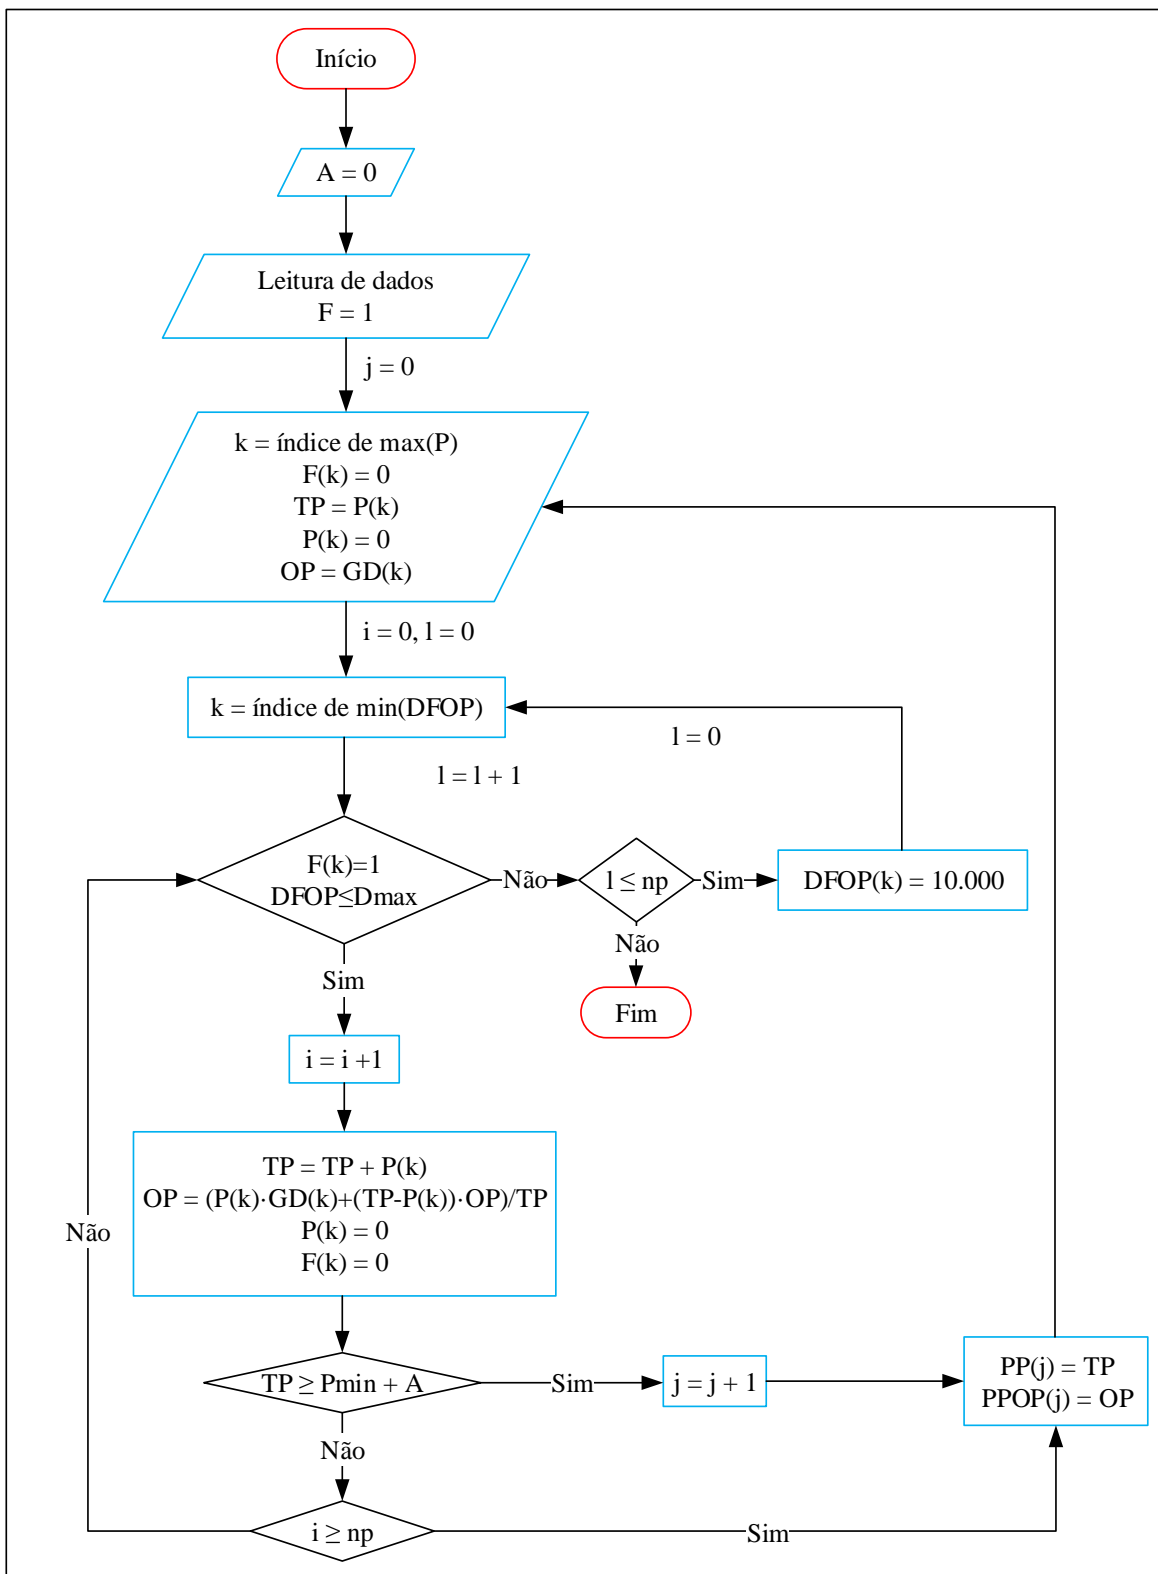 Início
A = 0
Leitura de dados
F = 1
j = 0
k = índice de max(P)
F(k) = 0
TP = P(k)
P(k) = 0
OP = GD(k)
i = 0, l = 0
k = índice de min(DFOP)
l = 0
l = l + 1
F(k)=1
DFOP≤Dmax
Não
l ≤ np
Sim
DFOP(k) = 10.000
Não
Fim
Sim
i = i +1
TP = TP + P(k)
OP = (P(k)·GD(k)+(TP-P(k))·OP)/TP
P(k) = 0
F(k) = 0
Não
TP ≥ Pmin + A
Sim
j = j + 1
PP(j) = TP
PPOP(j) = OP
Não
i ≥ np
Sim